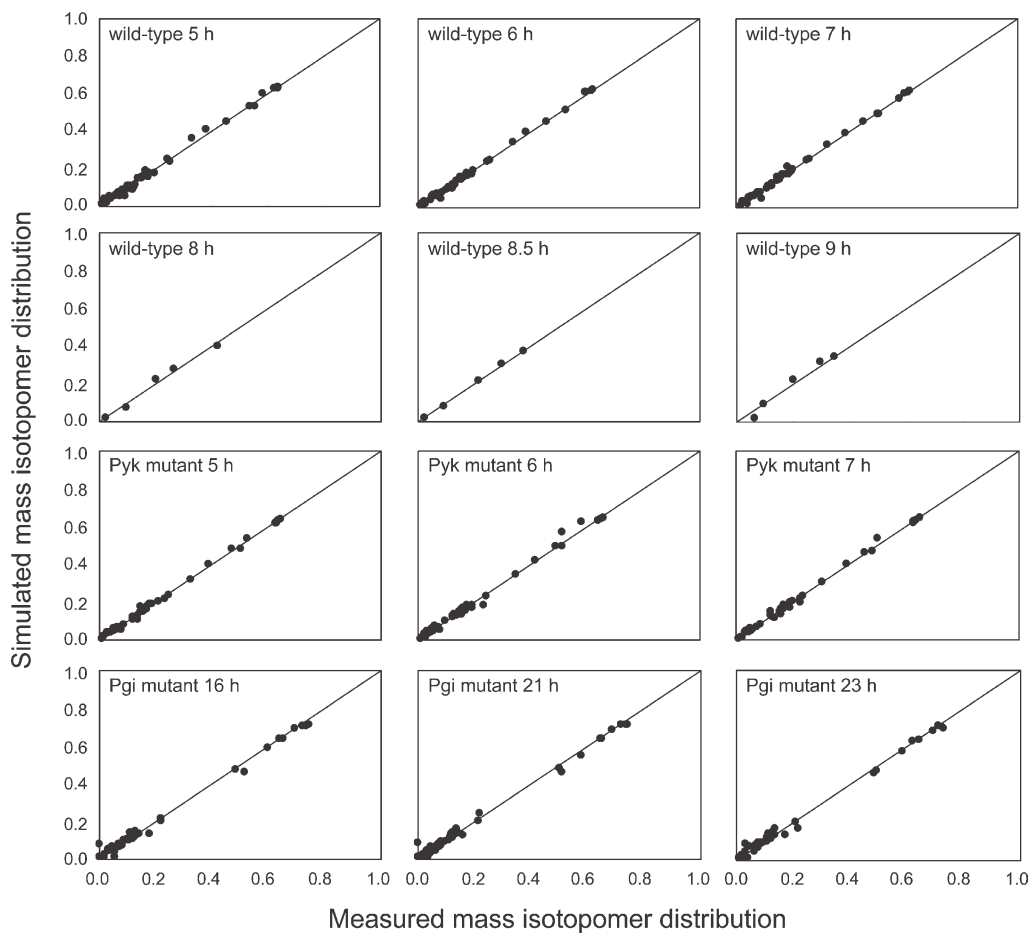 1.0
0.8
0.6
0.4
0.2
0.0
wild-type 5 h
wild-type 6 h
wild-type 7 h
1.0
0.8
0.6
0.4
0.2
0.0
wild-type 8 h
wild-type 8.5 h
wild-type 9 h
1.0
0.8
0.6
0.4
0.2
0.0
Pyk mutant 5 h
Pyk mutant 6 h
Pyk mutant 7 h
1.0
0.8
0.6
0.4
0.2
0.0
Pgi mutant 16 h
Pgi mutant 21 h
Pgi mutant 23 h
0.0 0.2 0.4 0.6 0.8 1.0
0.0 0.2 0.4 0.6 0.8 1.0
0.0 0.2 0.4 0.6 0.8 1.0
Simulated mass isotopomer distribution
Measured mass isotopomer distribution